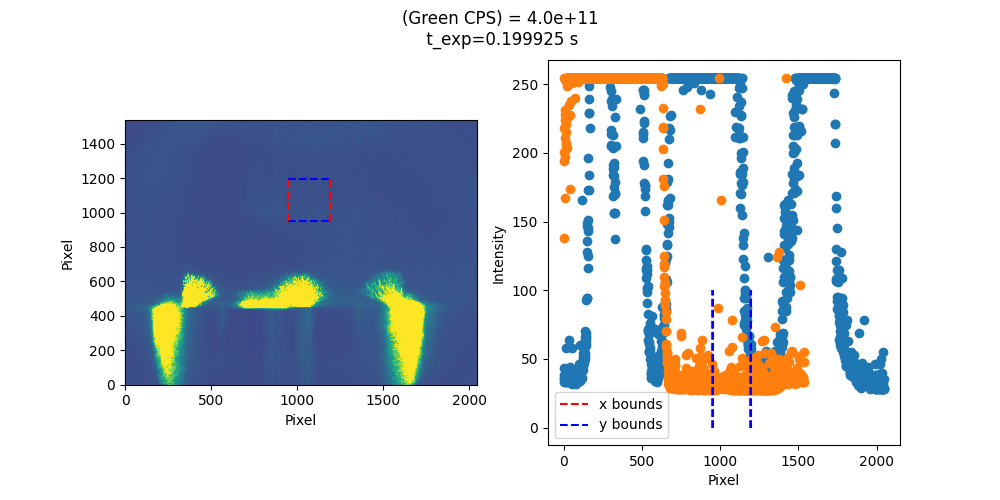 (Green CPS) = 4.0e+11
t_exp=0.199925 s
1400
1200
1000
800
600
400
200
0
Pixel
0 500 1000 1500 2000
Pixel
250
200
150
100
50
0
Intensity
x bounds
y bounds
0 500 1000 1500 2000
Pixel